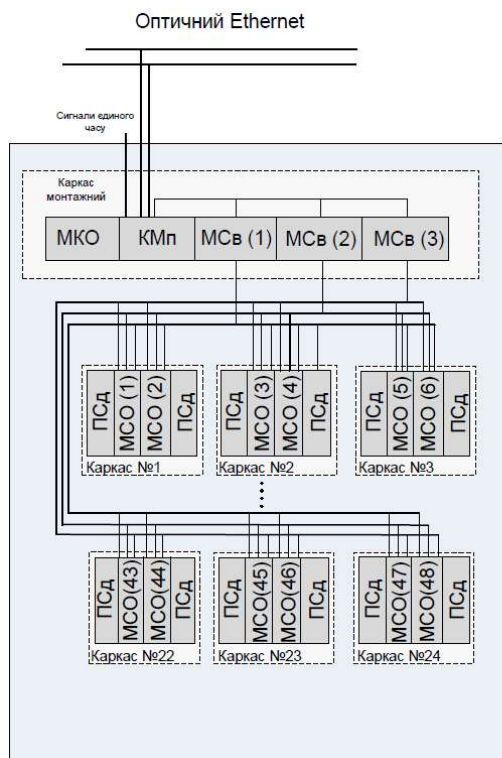 Оптичний Ethernet
Сигнали єдиного
часу
Каркас
монтажний
МКО
КМп
МСв (1)
МСв (2)
МСв (3)
ПСд
МСО (1)
МСО (2)
ПСд
ПСд
МСО (3)
МСО (4)
ПСд
ПСд
МСО (5)
МСО (6)
ПСд
Каркас №1
Каркас №2
Каркас №3
ПСд
МСО(43)
МСО(44)
ПСд
ПСд
МСО(45)
МСО(46)
ПСд
ПСд
МСО(47)
МСО(48)
ПСд
Каркас №22
Каркас №23
Каркас №24